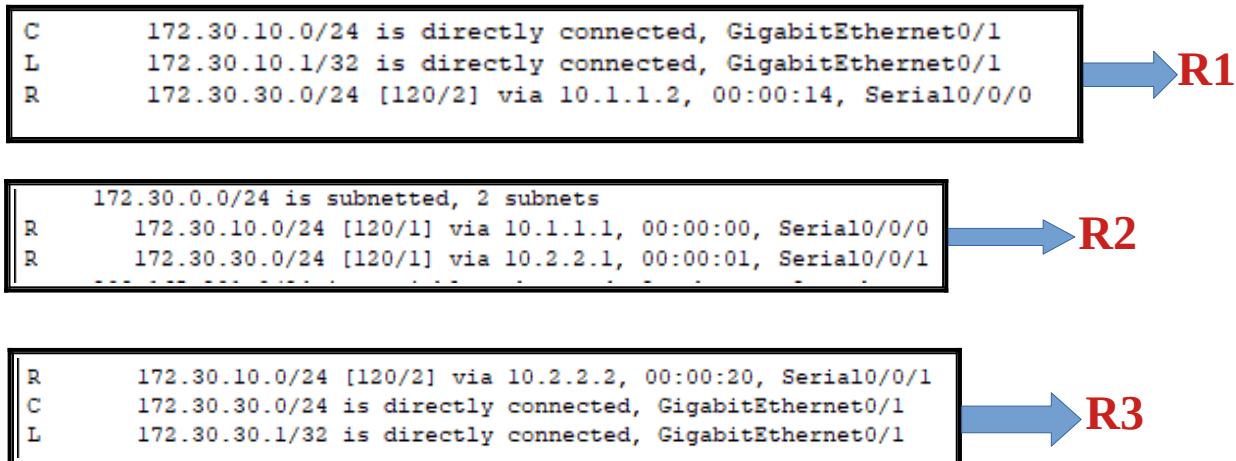 C 172.30.10.0/24 is directly connected, GigabitEthernet0/1
L 172.30.10.1/32 is directly connected, GigabitEthernet0/1
R 172.30.30.0/24 [120/2] via 10.1.1.2, 00:00:14, Serial0/0/0
R1
172.30.0.0/24 is subnetted, 2 subnets
R 172.30.10.0/24 [120/1] via 10.1.1.1, 00:00:00, Serial0/0/0
R 172.30.30.0/24 [120/1] via 10.2.2.1, 00:00:01, Serial0/0/1
R2
R 172.30.10.0/24 [120/2] via 10.2.2.2, 00:00:20, Serial0/0/1
C 172.30.30.0/24 is directly connected, GigabitEthernet0/1
L 172.30.30.1/32 is directly connected, GigabitEthernet0/1
R3